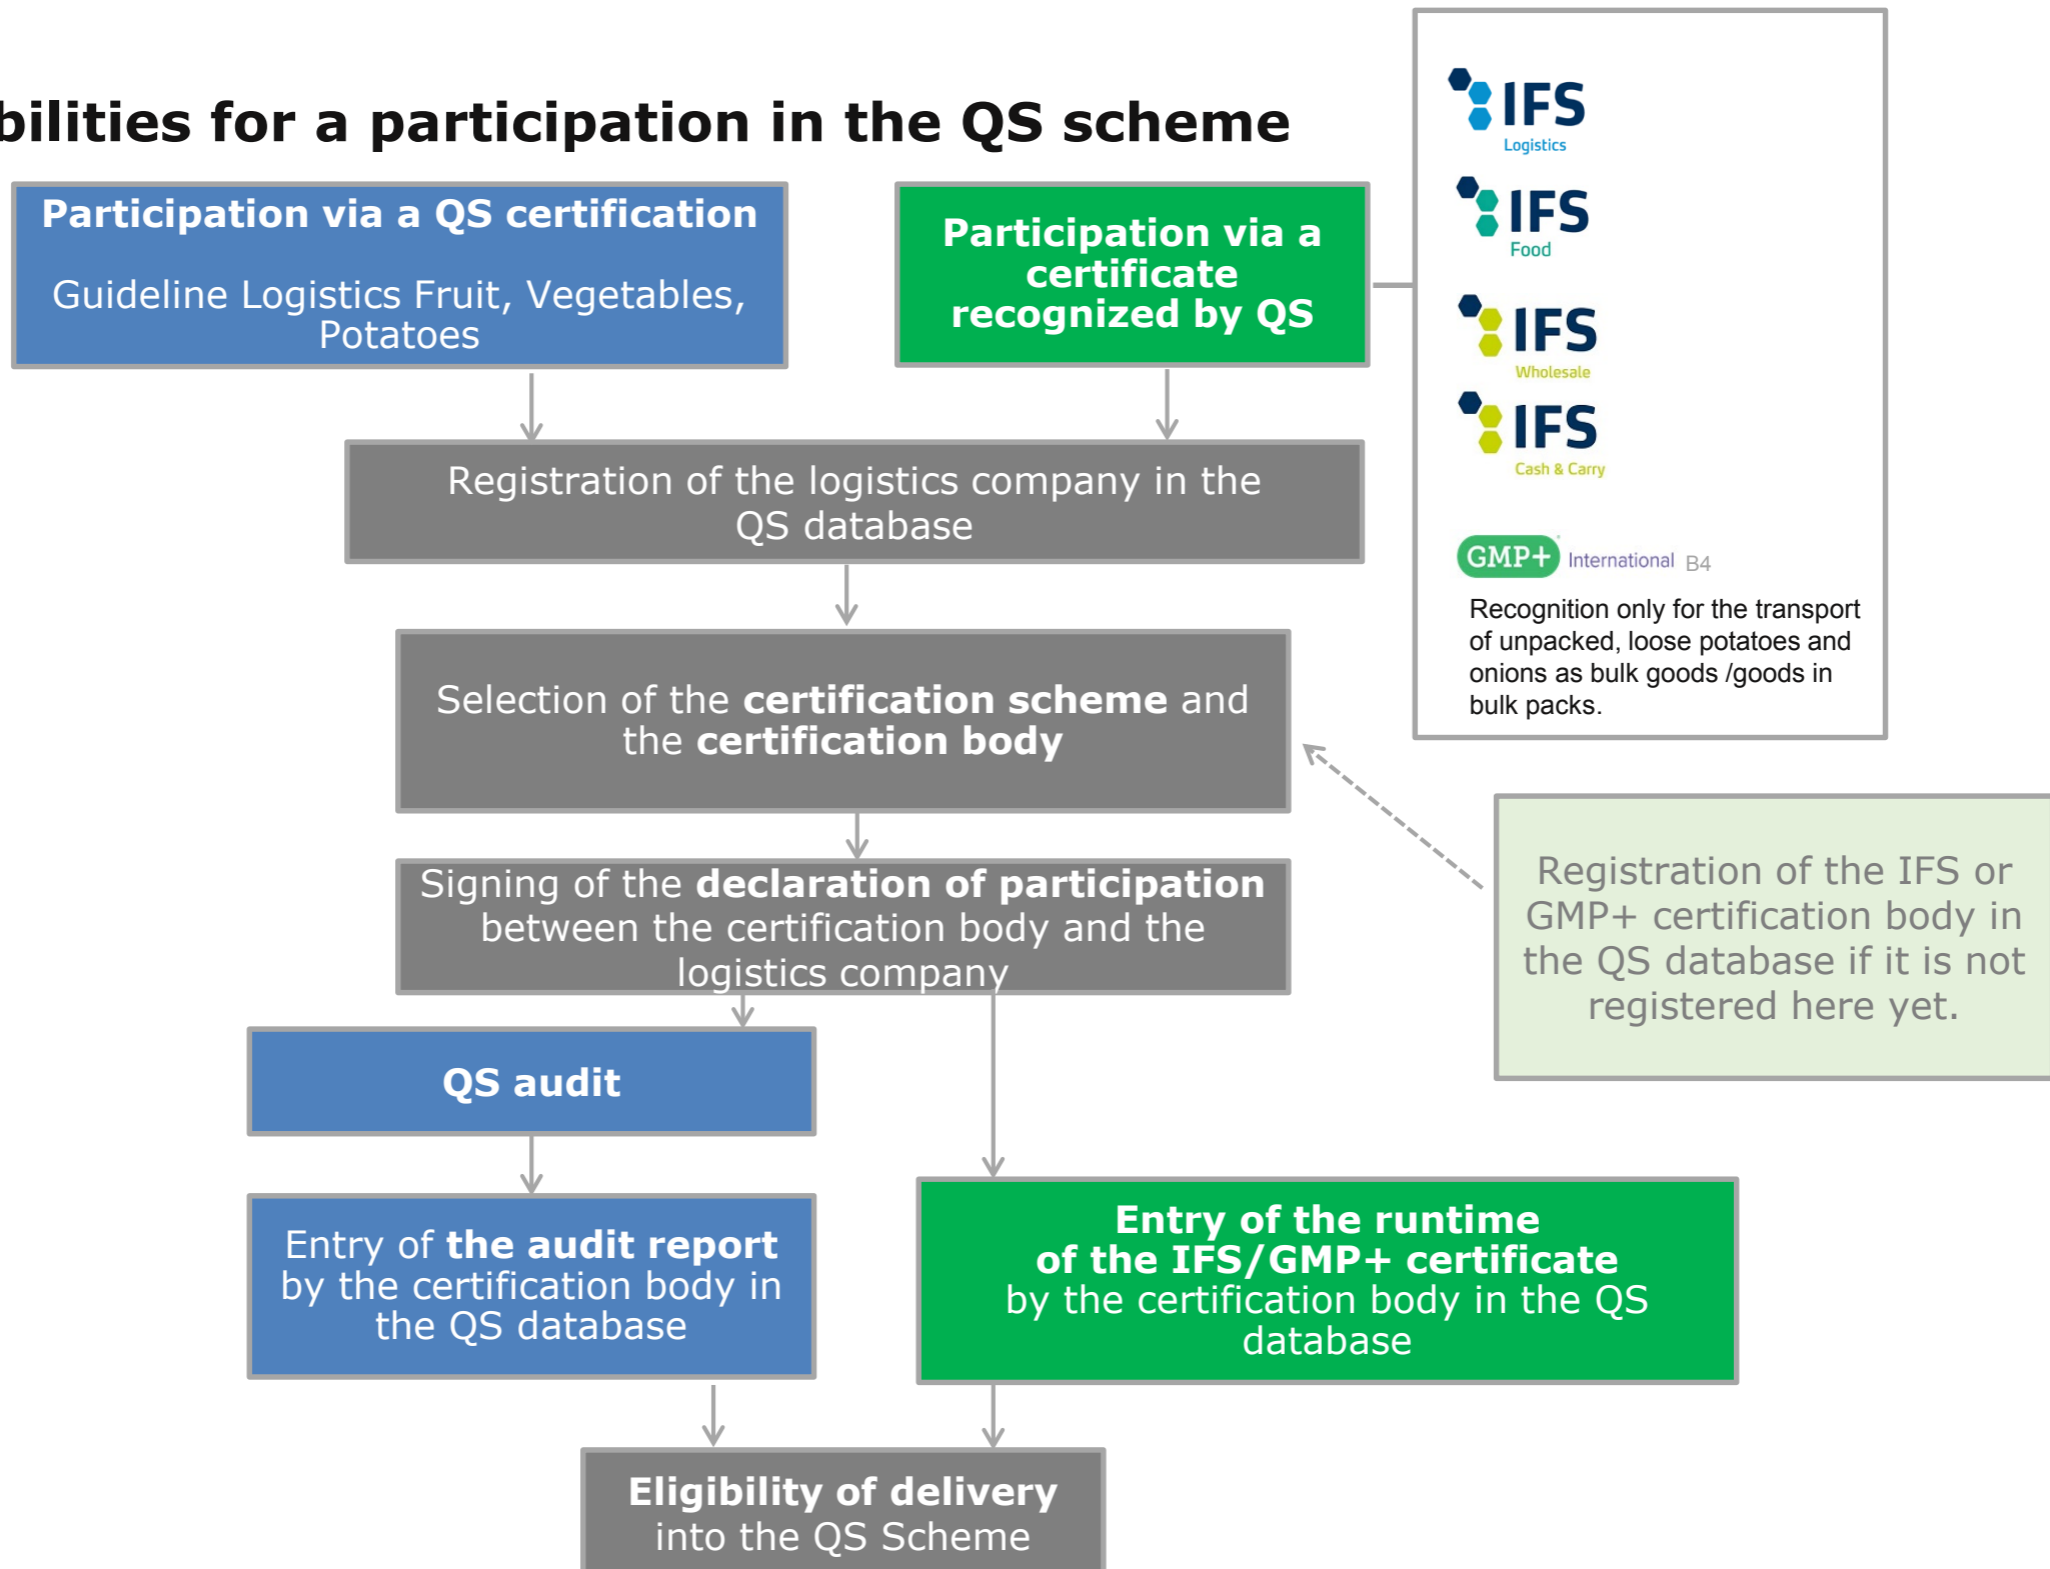 bilities for a participation in the QS scheme
Participation via a QS certification
Guideline Logistics Fruit, Vegetables,
Potatoes
Participation via a
certificate
recognized by QS
IFS
Logistics
IFS
Food
IFS
Wholesale
IFS
Cash & Carry
GMP+ International B4
Recognition only for the transport
of unpacked, loose potatoes and
onions as bulk goods /goods in
bulk packs.
Registration of the logistics company in the
QS database
Selection of the certification scheme and
the certification body
Registration of the IFS or
GMP+ certification body in
the QS database if it is not
registered here yet.
Signing of the declaration of participation
between the certification body and the
logistics company
QS audit
Entry of the audit report
by the certification body in
the QS database
Entry of the runtime
of the IFS/GMP+ certificate
by the certification body in the QS
database
Eligibility of delivery
into the QS Scheme